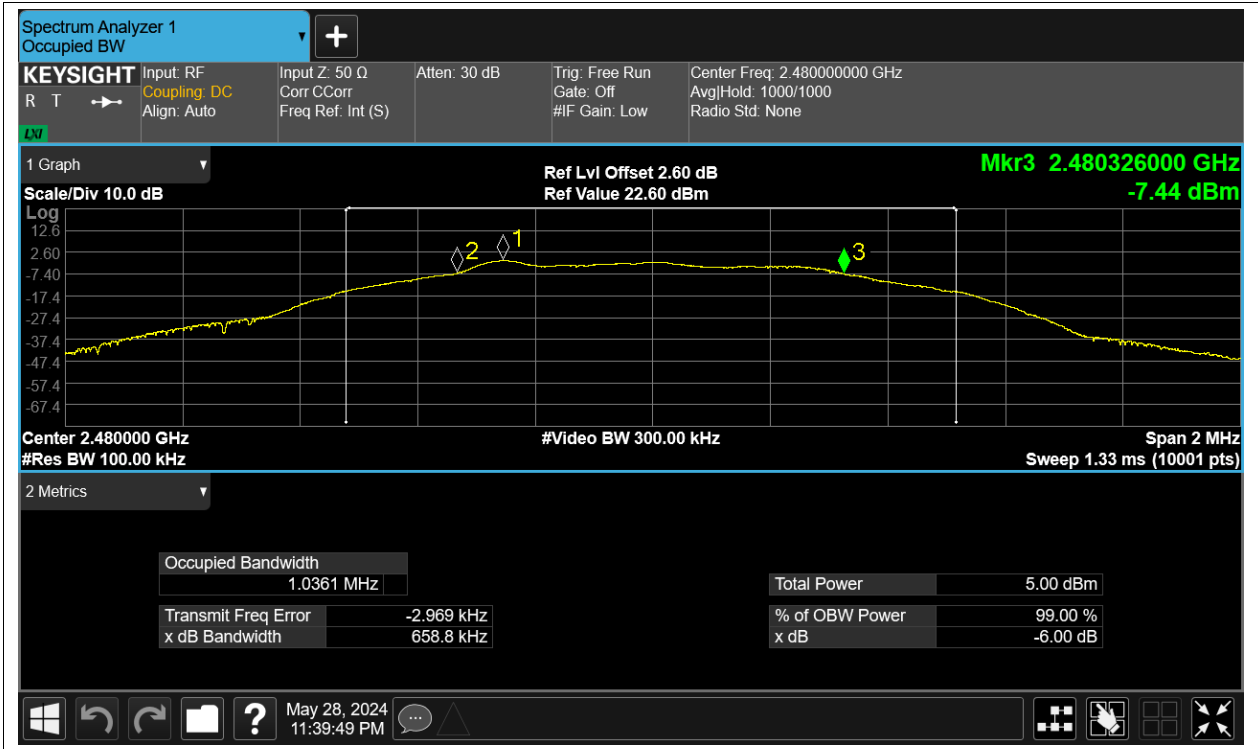 Spectrum Analyzer 1
Occupied BW
KEYSIGHT
R T
LXI
Input: RF
Coupling: DC
Align: Auto
Input Z: 50 Ω
Corr CCorr
Freq Ref: Int (S)
Atten: 30 dB
Trig: Free Run
Gate: Off
#IF Gain: Low
Center Freq: 2.480000000 GHz
Avg|Hold: 1000/1000
Radio Std: None
1 Graph
Scale/Div 10.0 dB
Ref Lvl Offset 2.60 dB
Ref Value 22.60 dBm
Mkr3 2.480326000 GHz
-7.44 dBm
Log
12.6
2.60
-7.40
-17.4
-27.4
-37.4
-47.4
-57.4
-67.4
2
1
3
Center 2.480000 GHz
#Res BW 100.00 kHz
#Video BW 300.00 kHz
Span 2 MHz
Sweep 1.33 ms (10001 pts)
2 Metrics
Occupied Bandwidth
1.0361 MHz
Transmit Freq Error -2.969 kHz
x dB Bandwidth 658.8 kHz
Total Power 5.00 dBm
% of OBW Power 99.00 %
x dB -6.00 dB
?
May 28, 2024
11:39:49 PM